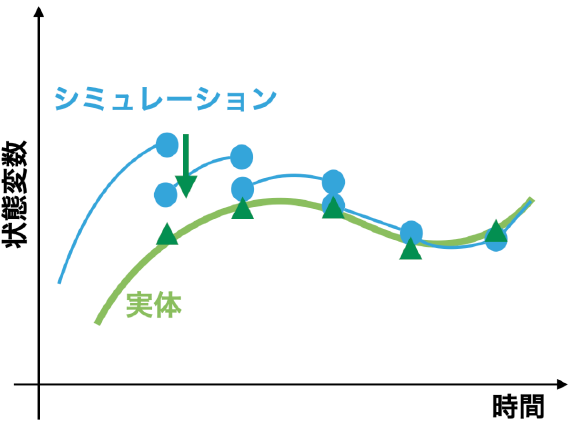 シミュレーション
状態変数
実体
時間